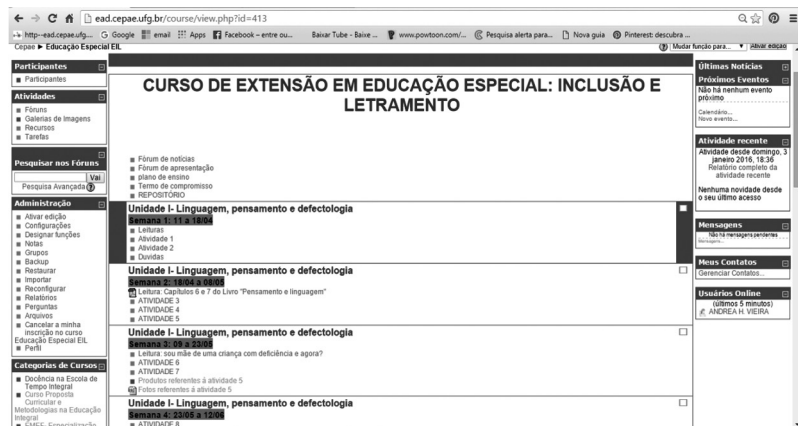 ead.cepae.ufg.br/course/view.php?id=413
http--ead.cepae.ufg.... Google email Apps Facebook - entre ou... Baixar Tube - Baixe ... www.powtoon.com/... Pesquisa alerta para... Nova guia Pinterest: descubra ...
Cepae ► Educação Especial EIL
Mudar função para... Ativar edição
Participantes
Participantes
Atividades
Fóruns
Galerias de Imagens
Recursos
Tarefas
Pesquisar nos Fóruns
Vai
Pesquisa Avançada
Administração
Ativar edição
Configurações
Designar funções
Notas
Grupos
Backup
Restaurar
Importar
Reconfigurar
Relatórios
Perguntas
Arquivos
Cancelar a minha
inscrição no curso
Educação Especial EIL
Perfil
Categorias de Cursos
Docência na Escola de
Tempo Integral
Curso Proposta
Curricular e
Metodologias na Educação
Integral
CURSO DE EXTENSÃO EM EDUCAÇÃO ESPECIAL: INCLUSÃO E
LETRAMENTO
Fórum de notícias
Fórum de apresentação
plano de ensino
Termo de compromisso
REPOSITÓRIO
Unidade I- Linguagem, pensamento e defectologia
Semana 1: 11 a 18/04
Leituras
Atividade 1
Atividade 2
Duvidas
Unidade I- Linguagem, pensamento e defectologia
Semana 2: 18/04 a 08/05
Leitura: Capítulos 6 e 7 do Livro "Pensamento e linguagem"
ATIVIDADE 3
ATIVIDADE 4
ATIVIDADE 5
Unidade I- Linguagem, pensamento e defectologia
Semana 3: 09 a 23/05
Leitura: sou mãe de uma criança com deficiência e agora?
ATIVIDADE 6
ATIVIDADE 7
Produtos referentes á atividade 5
Fotos referentes á atividade 5
Unidade I- Linguagem, pensamento e defectologia
Semana 4: 23/05 a 12/06
ATIVIDADE 8
Últimas Notícias
Próximos Eventos
Não há nenhum evento
próximo
Calendário...
Novo evento...
Atividade recente
Atividade desde domingo, 3
janeiro 2016, 18:36
Relatório completo da
atividade recente
Nenhuma novidade desde
o seu último acesso
Mensagens
Não há mensagens pendentes
Mensagens...
Meus Contatos
Gerenciar Contatos...
Usuários Online
(últimos 5 minutos)
ANDREA H. VIEIRA